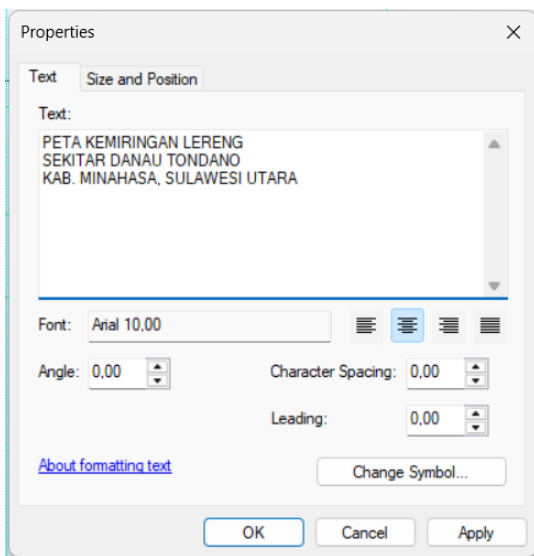 Properties
Text
Size and Position
Text:
PETA KEMIRINGAN LERENG
SEKITAR DANAU TONDANO
KAB. MINAHASA, SULAWESI UTARA
Font:
Arial 10,00
Angle:
0,00
Character Spacing:
0,00
Leading:
0,00
About formatting text
Change Symbol...
OK
Cancel
Apply